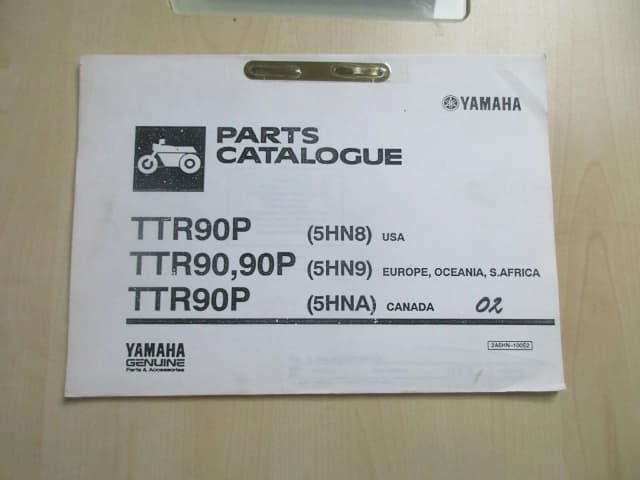 YAMAHA
PARTS
CATALOGUE
TTR90P (5HN8) USA
TTR90,90P (5HN9) EUROPE, OCEANIA, S.AFRICA
TTR90P (5HNA) CANADA 02
YAMAHA
GENUINE
Parts & Accessories
2A5HN-100E2